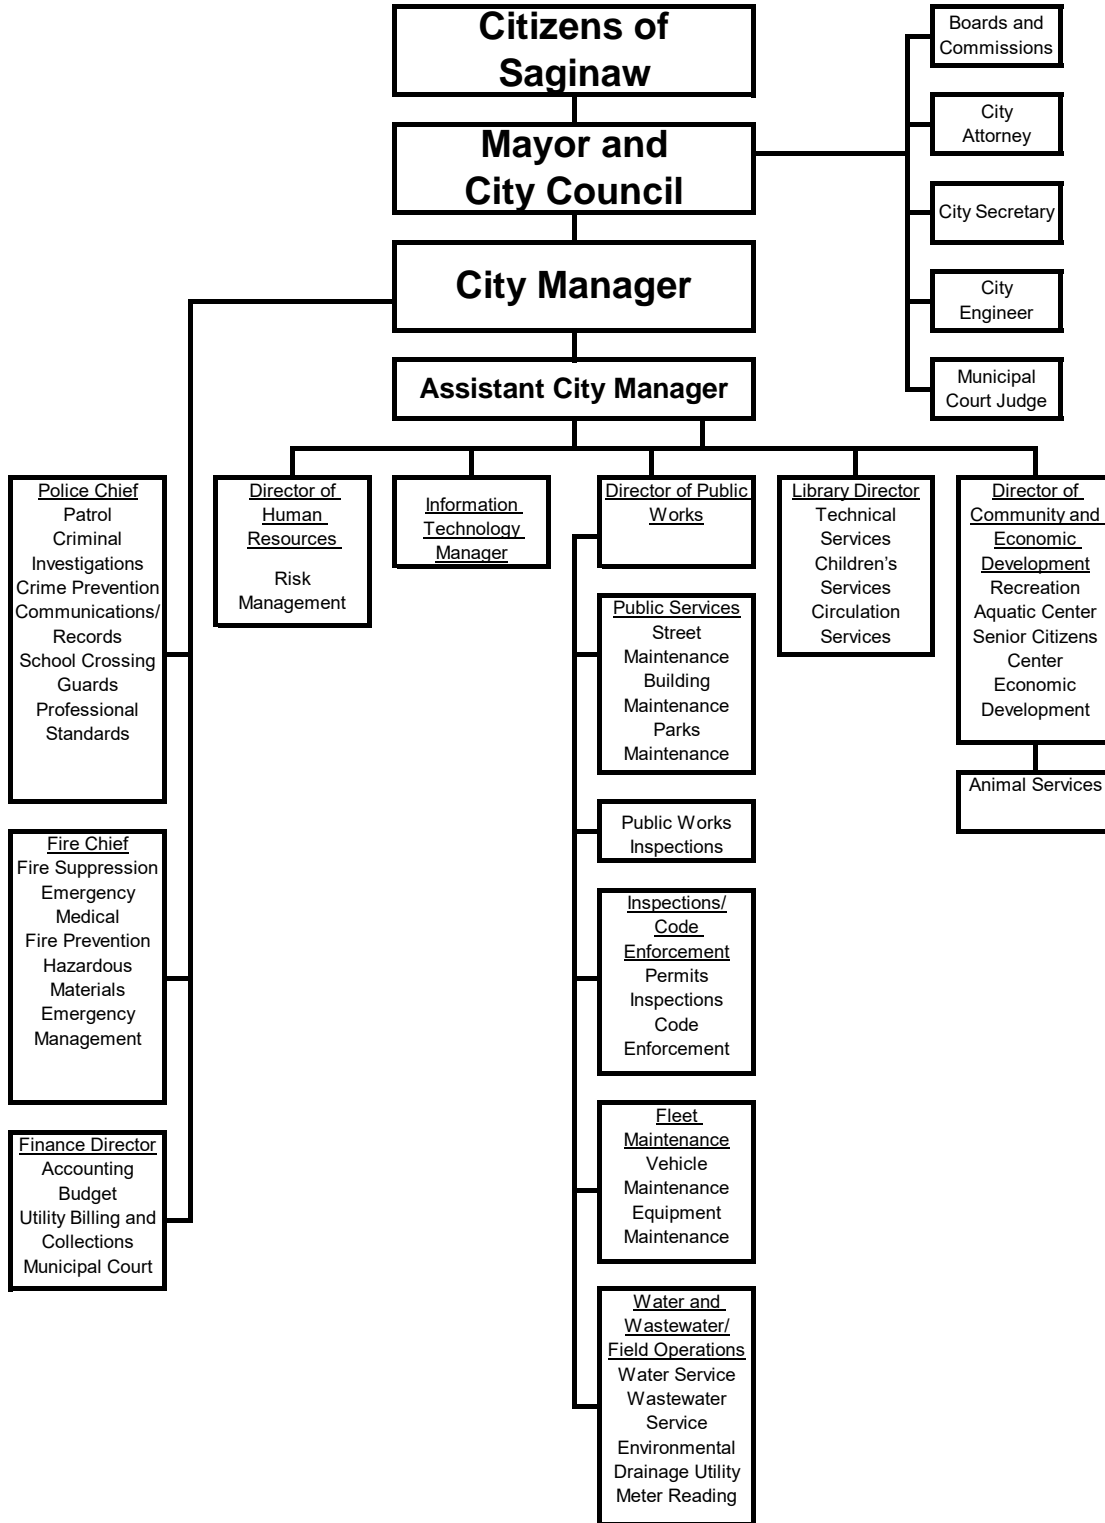 Citizens of
Saginaw
Mayor and
City Council
City Manager
Assistant City Manager
Boards and
Commissions
City
Attorney
City Secretary
City
Engineer
Municipal
Court Judge
Police Chief
Patrol
Criminal
Investigations
Crime Prevention
Communications/
Records
School Crossing
Guards
Professional
Standards
Fire Chief
Fire Suppression
Emergency
Medical
Fire Prevention
Hazardous
Materials
Emergency
Management
Finance Director
Accounting
Budget
Utility Billing and
Collections
Municipal Court
Director of
Human
Resources
Risk
Management
Information
Technology
Manager
Director of Public
Works
Public Services
Street
Maintenance
Building
Maintenance
Parks
Maintenance
Public Works
Inspections
Inspections/
Code
Enforcement
Permits
Inspections
Code
Enforcement
Fleet
Maintenance
Vehicle
Maintenance
Equipment
Maintenance
Water and
Wastewater/
Field Operations
Water Service
Wastewater
Service
Environmental
Drainage Utility
Meter Reading
Library Director
Technical
Services
Children's
Services
Circulation
Services
Director of
Community and
Economic
Development
Recreation
Aquatic Center
Senior Citizens
Center
Economic
Development
Animal Services